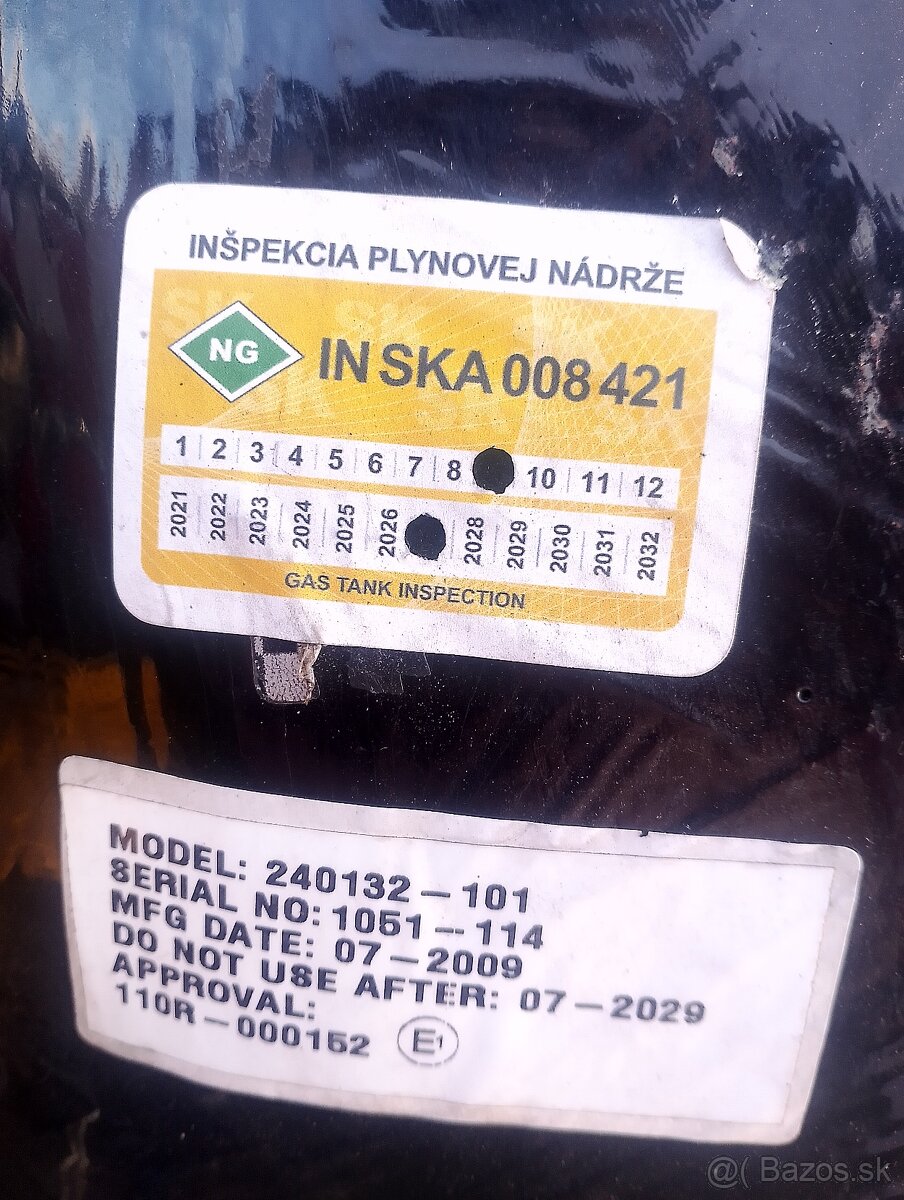 INŠPEKCIA PLYNOVEJ NÁDRŽE
NG IN SKA 008 421
1 2 3 4 5 6 7 8 10 11 12
2021 2022 2023 2024 2025 2026 2028 2029 2030 2031 2032
GAS TANK INSPECTION
MODEL: 240132-101
SERIAL NO: 1051-114
MFG DATE: 07-2009
DO NOT USE AFTER: 07-2029
APPROVAL:
110R-000152 E1
@( Bazos.sk